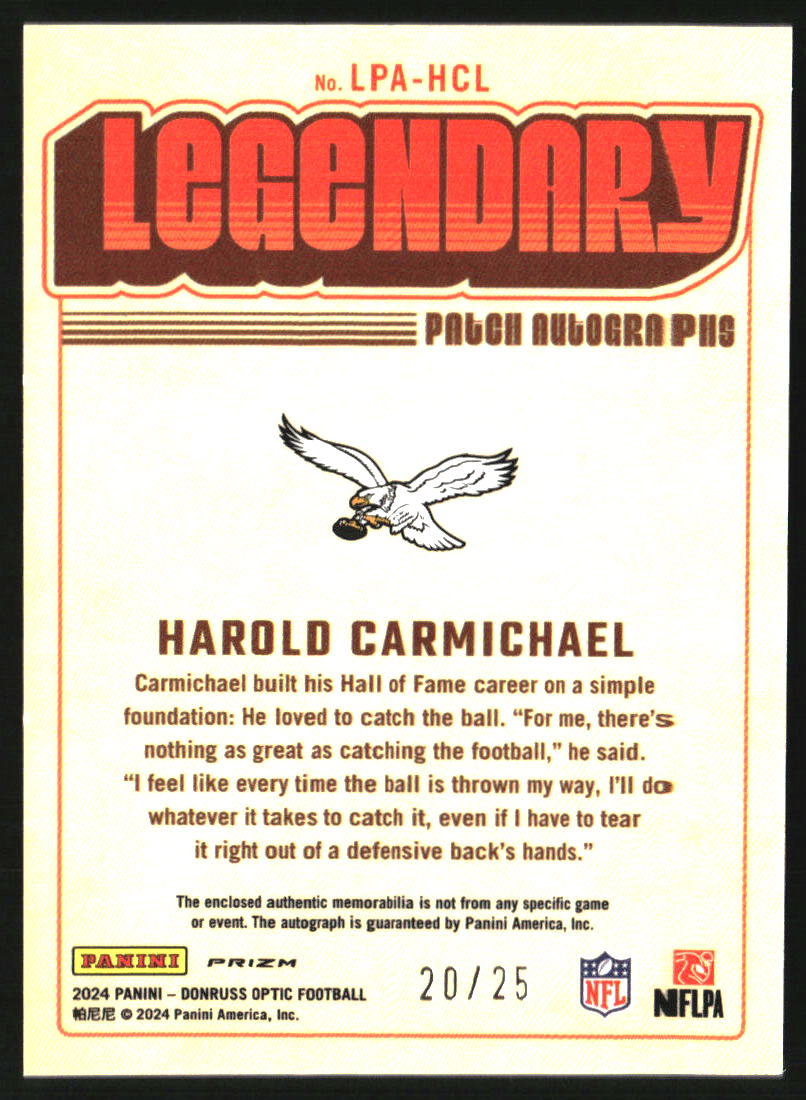 No. LPA-HCL
LEGENDARY
PATCH AUTOGRAPHS
HAROLD CARMICHAEL
Carmichael built his Hall of Fame career on a simple
foundation: He loved to catch the ball. “For me, there’s
nothing as great as catching the football,” he said.
“I feel like every time the ball is thrown my way, I’ll do
whatever it takes to catch it, even if I have to tear
it right out of a defensive back’s hands.”
The enclosed authentic memorabilia is not from any specific game
or event. The autograph is guaranteed by Panini America, Inc.
PANINI PRIZM
2024 PANINI – DONRUSS OPTIC FOOTBALL
帕尼尼 © 2024 Panini America, Inc.
20/25
NFL
NFLPA